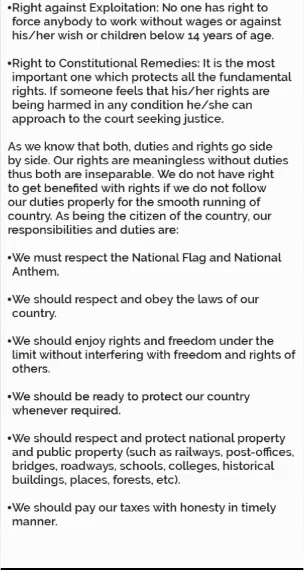 •Right against Exploitation: No one has right to
force anybody to work without wages or against
his/her wish or children below 14 years of age.
•Right to Constitutional Remedies: It is the most
important one which protects all the fundamental
rights. If someone feels that his/her rights are
being harmed in any condition he/she can
approach to the court seeking justice.
As we know that both, duties and rights go side
by side. Our rights are meaningless without duties
thus both are inseparable. We do not have right
to get benefited with rights if we do not follow
our duties properly for the smooth running of
country. As being the citizen of the country, our
responsibilities and duties are:
•We must respect the National Flag and National
Anthem.
•We should respect and obey the laws of our
country.
•We should enjoy rights and freedom under the
limit without interfering with freedom and rights of
others.
•We should be ready to protect our country
whenever required.
•We should respect and protect national property
and public property (such as railways, post-offices,
bridges, roadways, schools, colleges, historical
buildings, places, forests, etc).
•We should pay our taxes with honesty in timely
manner.